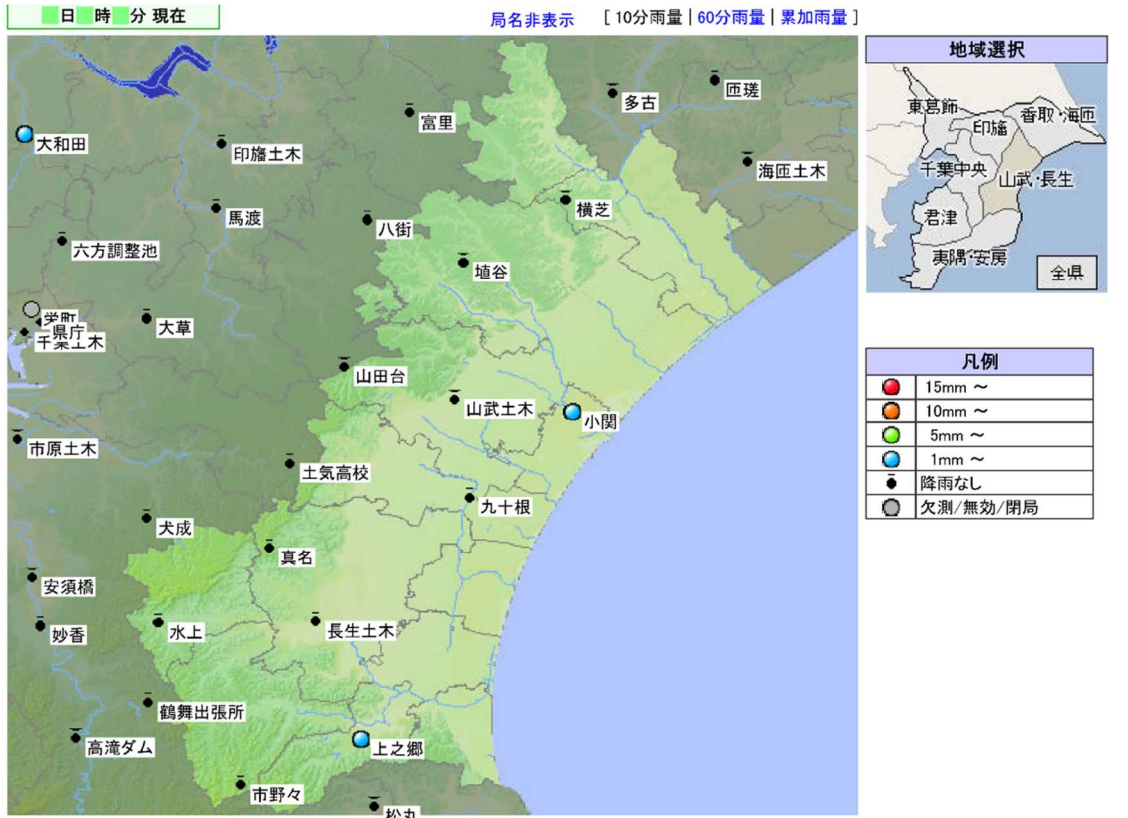 日 時 分 現在
局名非表示 [ 10分雨量 | 60分雨量 | 累加雨量 ]
地域選択
東葛飾
香取・海匝
印旛
千葉中央
山武・長生
君津
夷隅・安房
全県
凡例
15mm ～
10mm ～
5mm ～
1mm ～
降雨なし
欠測/無効/閉局
匝瑳
多古
富里
大和田
印旛土木
海匝土木
横芝
馬渡
八街
六方調整池
埴谷
栄町
大草
県庁
千葉土木
山田台
山武土木
小関
市原土木
土気高校
九十根
犬成
真名
安須橋
水上
長生土木
妙香
鶴舞出張所
高滝ダム
上之郷
市野々
松丸